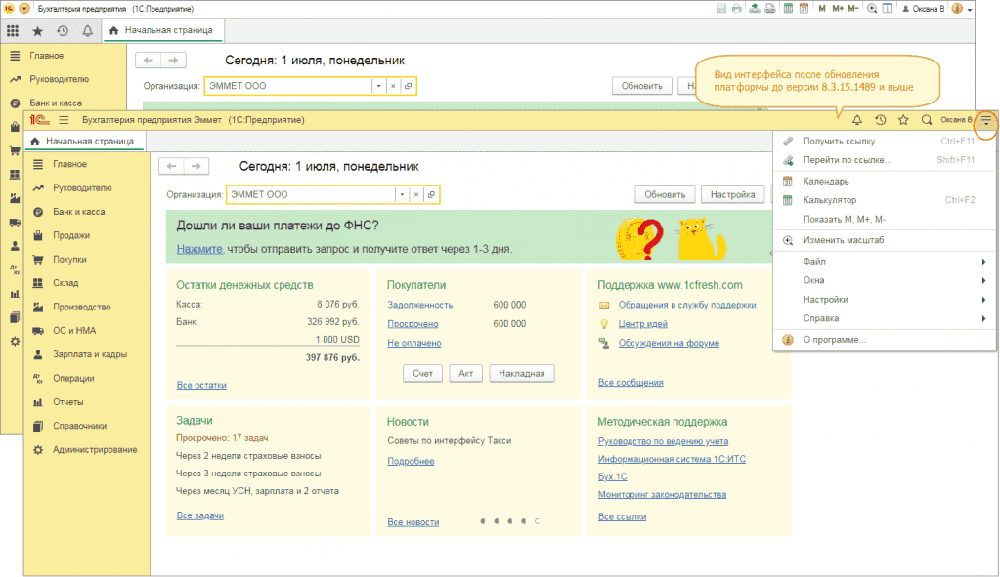 Бухгалтерия предприятия (1С:Предприятие)
M M+ M- Оксана В
Начальная страница
Главное
Руководителю
Банк и касса
Сегодня: 1 июля, понедельник
Организация: ЭММЕТ ООО
Обновить
Вид интерфейса после обновления
платформы до версии 8.3.15.1489 и выше
Бухгалтерия предприятия Эммет (1С:Предприятие)
Оксана В
Начальная страница
Главное
Руководителю
Банк и касса
Продажи
Покупки
Склад
Производство
ОС и НМА
Зарплата и кадры
Операции
Отчеты
Справочники
Администрирование
Сегодня: 1 июля, понедельник
Организация: ЭММЕТ ООО
Обновить Настройка
Дошли ли ваши платежи до ФНС?
Нажмите, чтобы отправить запрос и получите ответ через 1-3 дня.
Остатки денежных средств
Касса: 8 076 руб.
Банк: 326 992 руб.
1 000 USD
397 876 руб.
Все остатки
Покупатели
Задолженность 600 000
Просрочено 600 000
Не оплачено
Счет Акт Накладная
Поддержка www.1cfresh.com
Обращения в службу поддержки
Центр идей
Обсуждения на форуме
Все сообщения
Задачи
Просрочено: 17 задач
Через 2 недели страховые взносы
Через 3 недели страховые взносы
Через месяц УСН, зарплата и 2 отчета
Все задачи
Новости
Советы по интерфейсу Такси
Подробнее
Все новости
Методическая поддержка
Руководство по ведению учета
Информационная система 1С:ИТС
Бух.1С
Мониторинг законодательства
Все ссылки
Получить ссылку... Ctrl+F11
Перейти по ссылке... Shift+F11
Календарь
Калькулятор Ctrl+F2
Показать M, M+, M-
Изменить масштаб
Файл
Окна
Настройки
Справка
О программе...